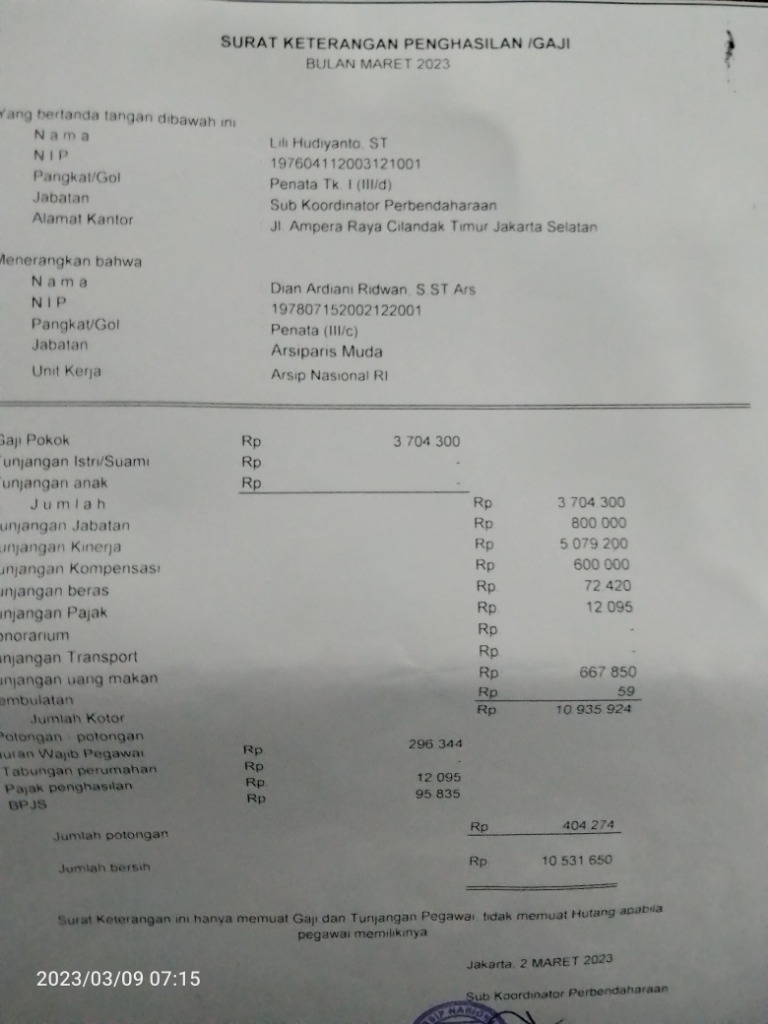 SURAT KETERANGAN PENGHASILAN /GAJI
BULAN MARET 2023
Yang bertanda tangan dibawah ini
N a m a Lili Hudiyanto, ST
N I P 197604112003121001
Pangkat/Gol Penata Tk. I (III/d)
Jabatan Sub Koordinator Perbendaharaan
Alamat Kantor Jl. Ampera Raya Cilandak Timur Jakarta Selatan
Menerangkan bahwa
N a m a Dian Ardiani Ridwan, S.ST Ars
N I P 197807152002122001
Pangkat/Gol Penata (III/c)
Jabatan Arsiparis Muda
Unit Kerja Arsip Nasional RI
Gaji Pokok Rp 3 704 300
Tunjangan Istri/Suami Rp -
Tunjangan anak Rp -
J u m l a h Rp 3 704 300
unjangan Jabatan Rp 800 000
unjangan Kinerja Rp 5 079 200
unjangan Kompensasi Rp 600 000
unjangan beras Rp 72 420
unjangan Pajak Rp 12 095
onorarium Rp -
unjangan Transport Rp -
unjangan uang makan Rp 667 850
embulatan Rp 59
Jumlah Kotor Rp 10 935 924
Potongan - potongan
Iuran Wajib Pegawai Rp 296 344
Tabungan perumahan Rp -
Pajak penghasilan Rp 12 095
BPJS Rp 95 835
Jumlah potongan Rp 404 274
Jumlah bersih Rp 10 531 650
Surat Keterangan ini hanya memuat Gaji dan Tunjangan Pegawai, tidak memuat Hutang apabila
pegawai memilikinya
Jakarta, 2 MARET 2023
Sub Koordinator Perbendaharaan
2023/03/09 07:15